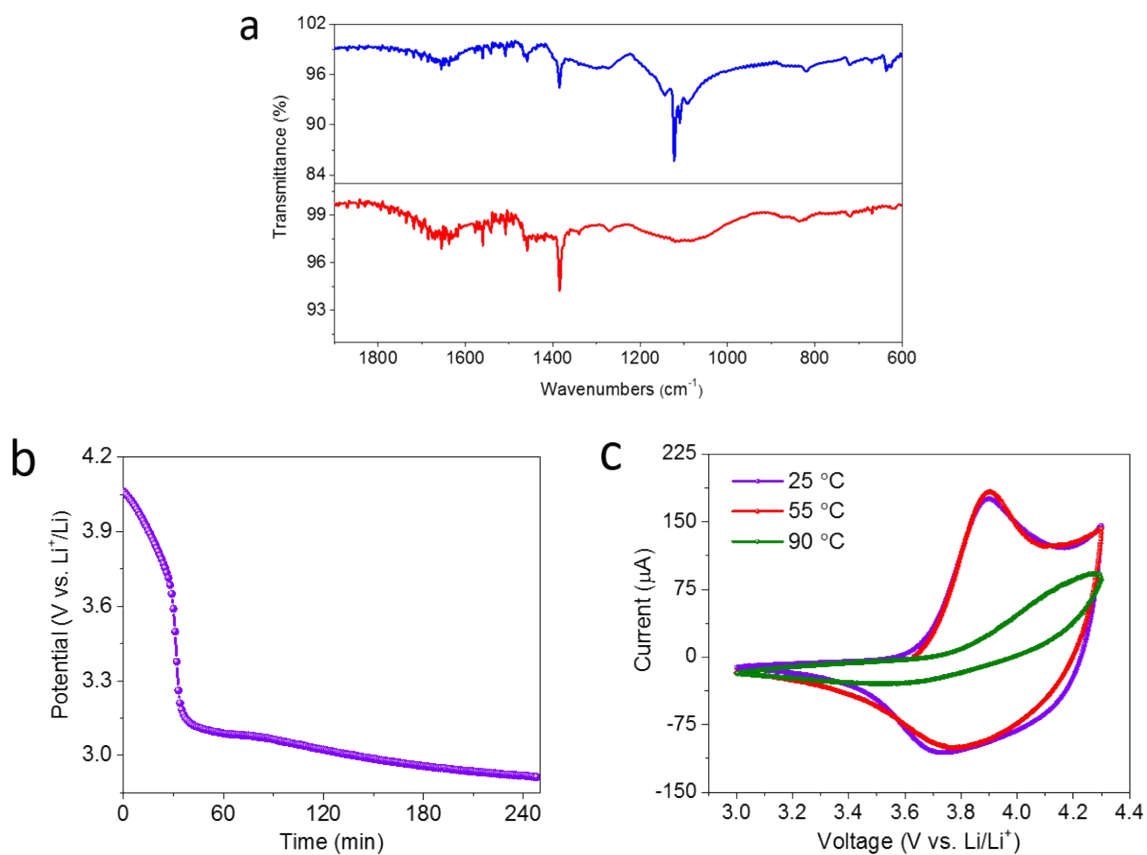 a
102
96
90
84
99
96
93
Transmittance (%)
1800 1600 1400 1200 1000 800 600
Wavenumbers (cm⁻¹)
b
4.2
3.9
3.6
3.3
3.0
Potential (V vs. Li⁺/Li)
0 60 120 180 240
Time (min)
c
225
150
75
0
-75
-150
Current (μA)
25 °C
55 °C
90 °C
3.0 3.2 3.4 3.6 3.8 4.0 4.2 4.4
Voltage (V vs. Li/Li⁺)